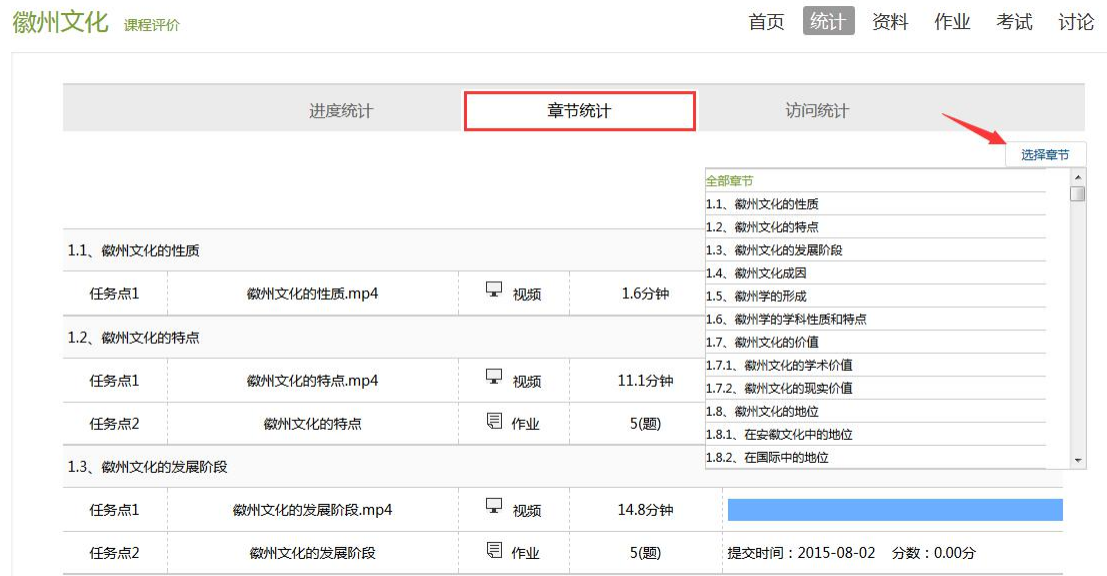 徽州文化 课程评价 首页 统计 资料 作业 考试 讨论
进度统计 章节统计 访问统计
选择章节
全部章节
1.1、徽州文化的性质
1.2、徽州文化的特点
1.3、徽州文化的发展阶段
1.4、徽州文化成因
1.5、徽州学的形成
1.6、徽州学的学科性质和特点
1.7、徽州文化的价值
1.7.1、徽州文化的学术价值
1.7.2、徽州文化的现实价值
1.8、徽州文化的地位
1.8.1、在安徽文化中的地位
1.8.2、在国际中的地位
1.1、徽州文化的性质
任务点1 徽州文化的性质.mp4 视频 1.6分钟
1.2、徽州文化的特点
任务点1 徽州文化的特点.mp4 视频 11.1分钟
任务点2 徽州文化的特点 作业 5(题)
1.3、徽州文化的发展阶段
任务点1 徽州文化的发展阶段.mp4 视频 14.8分钟
任务点2 徽州文化的发展阶段 作业 5(题) 提交时间：2015-08-02 分数：0.00分